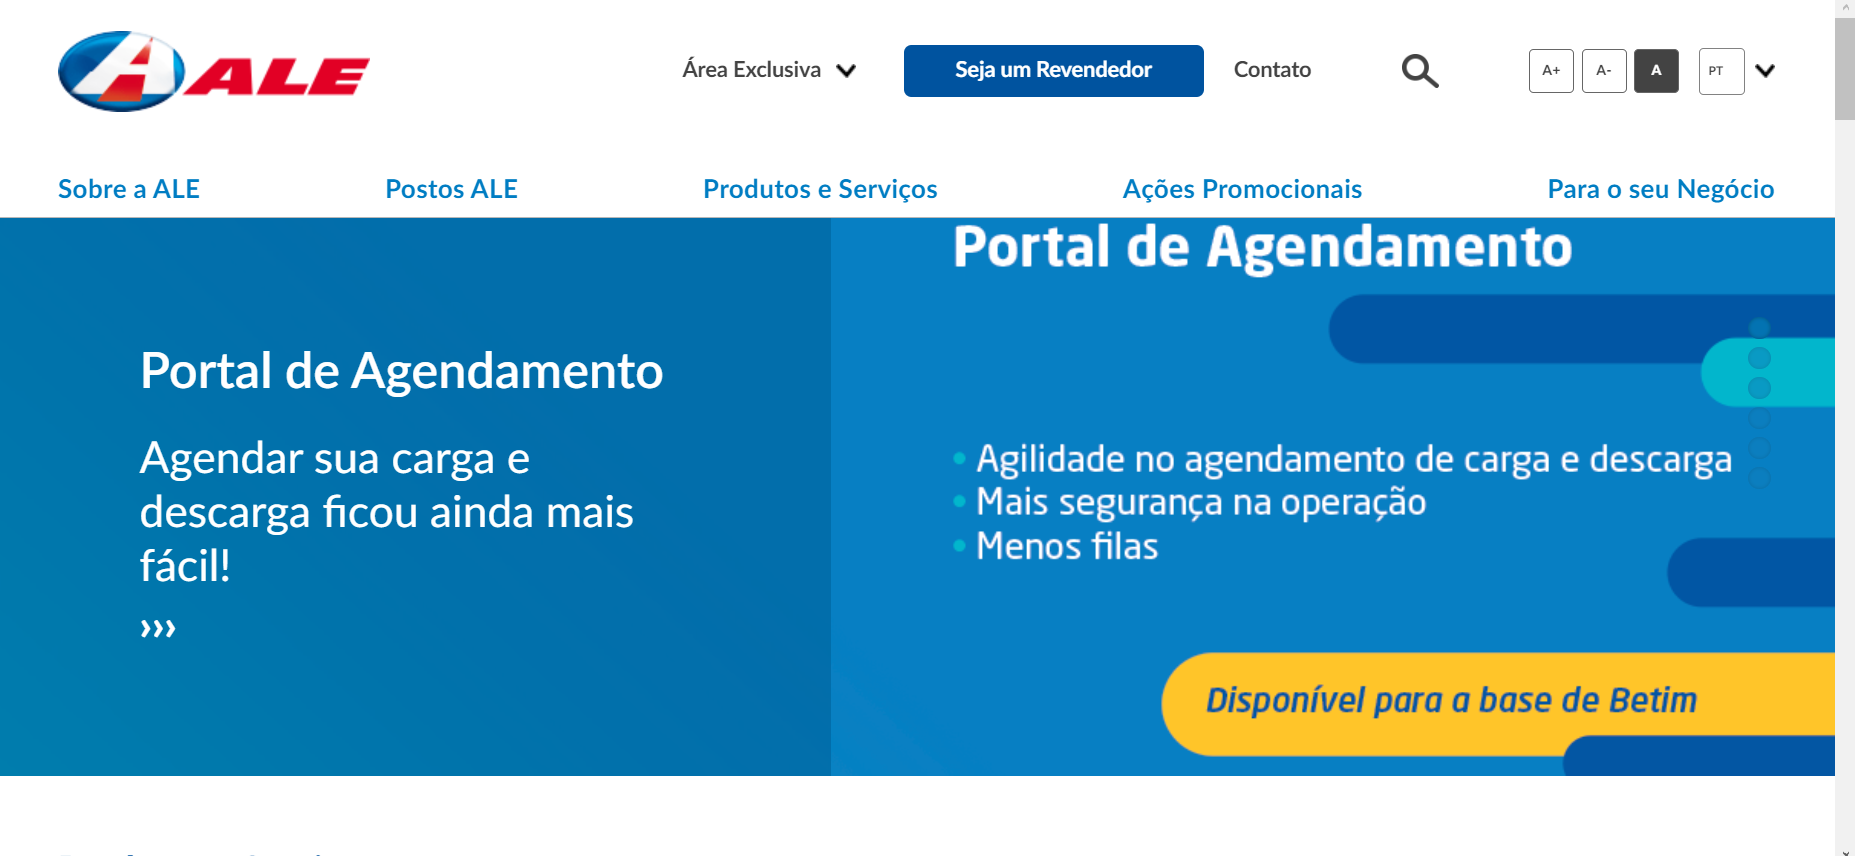 ALE
Área Exclusiva
Seja um Revendedor
Contato
A+
A-
A
PT
Sobre a ALE
Postos ALE
Produtos e Serviços
Ações Promocionais
Para o seu Negócio
Portal de Agendamento
Agendar sua carga e
descarga ficou ainda mais
fácil!
›››
Portal de Agendamento
• Agilidade no agendamento de carga e descarga
• Mais segurança na operação
• Menos filas
Disponível para a base de Betim